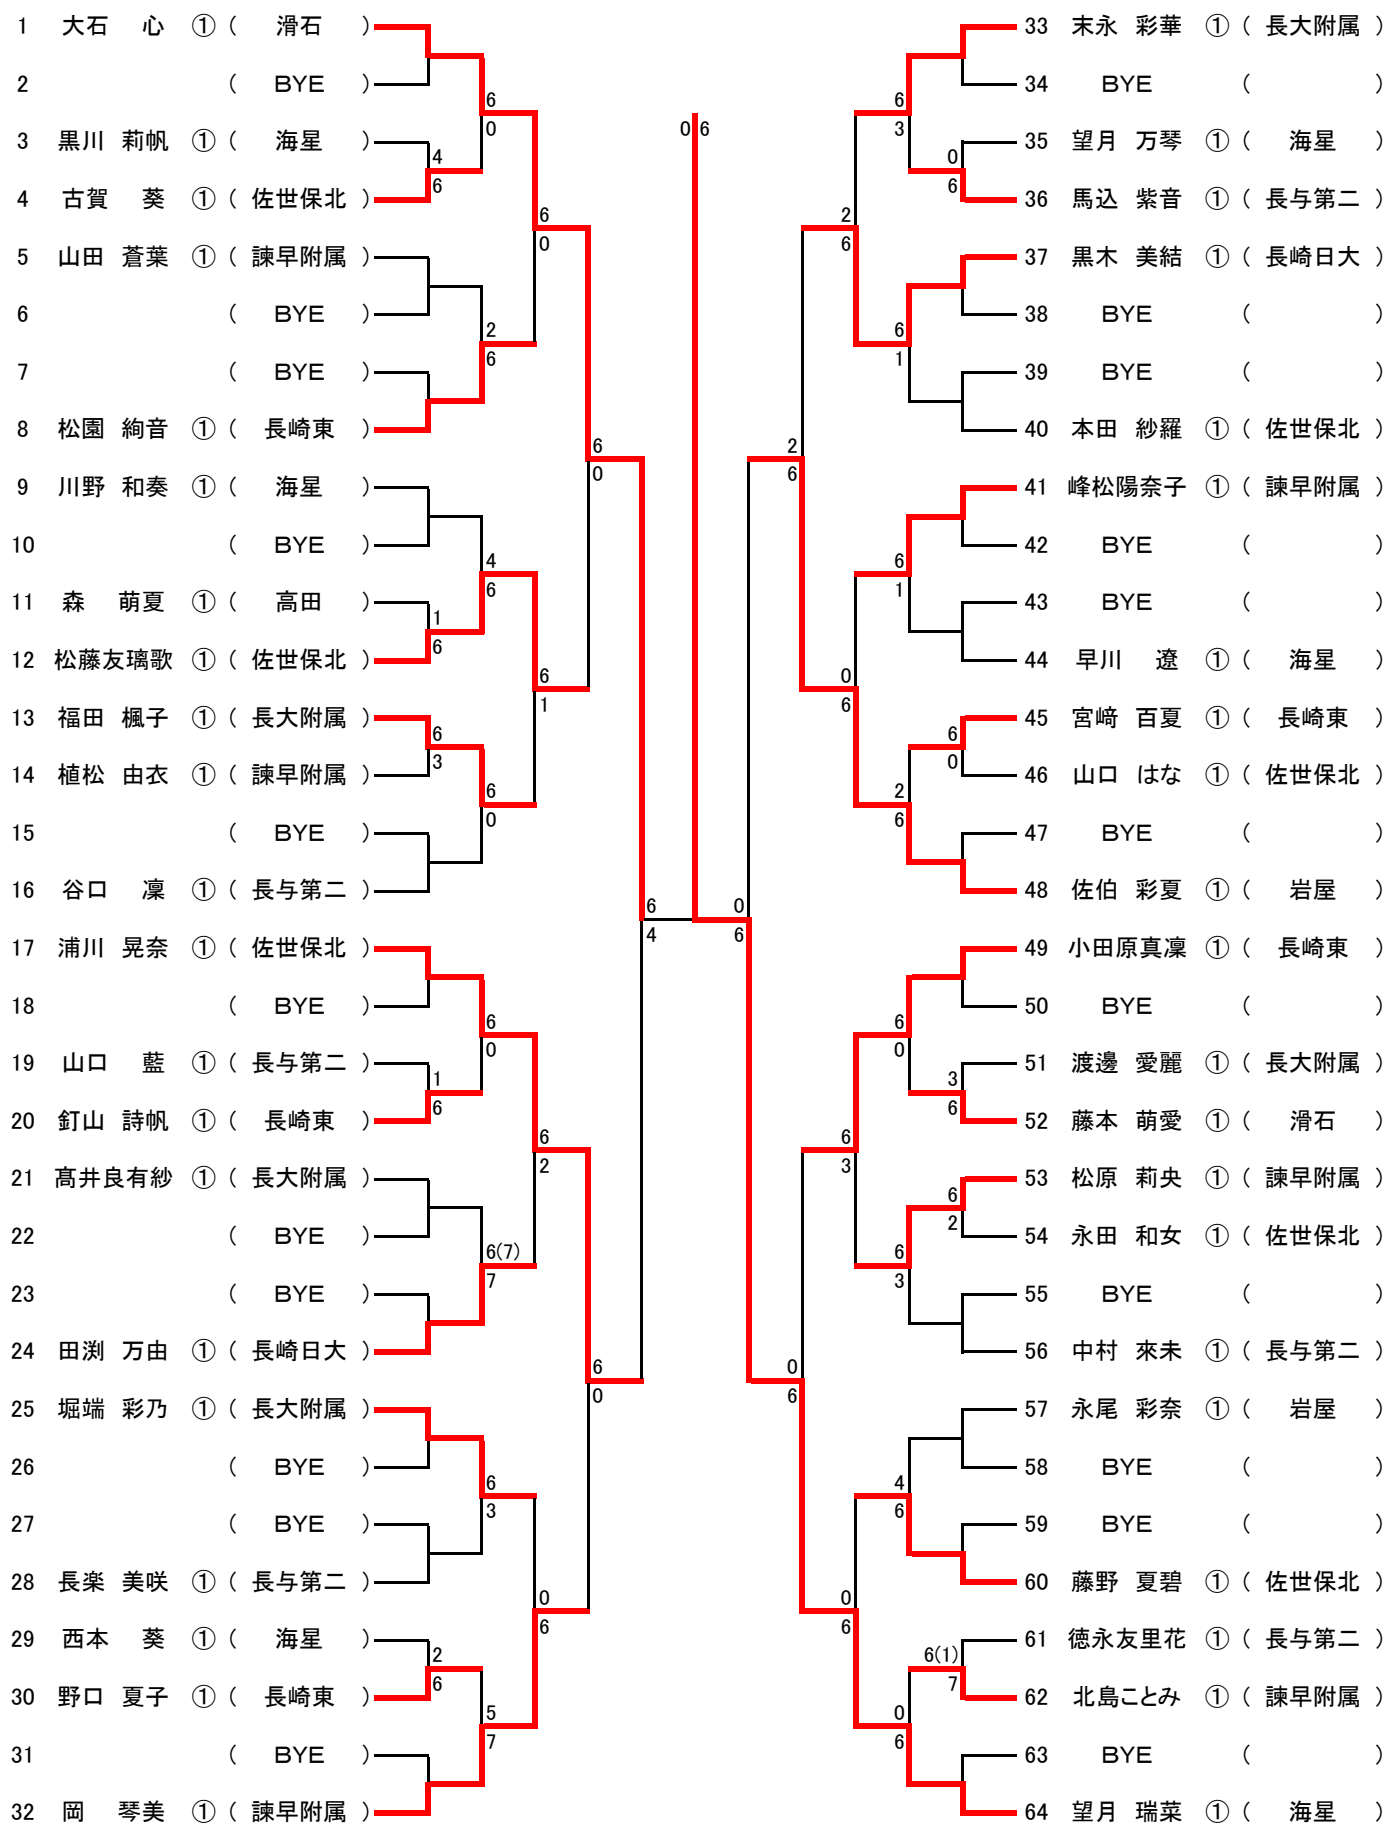 1 大石 心 ① ( 滑石 )
2 ( BYE )
3 黒川 莉帆 ① ( 海星 )
4 古賀 葵 ① ( 佐世保北 )
5 山田 蒼葉 ① ( 諫早附属 )
6 ( BYE )
7 ( BYE )
8 松園 絢音 ① ( 長崎東 )
9 川野 和奏 ① ( 海星 )
10 ( BYE )
11 森 萌夏 ① ( 高田 )
12 松藤友璃歌 ① ( 佐世保北 )
13 福田 楓子 ① ( 長大附属 )
14 植松 由衣 ① ( 諫早附属 )
15 ( BYE )
16 谷口 凜 ① ( 長与第二 )
17 浦川 晃奈 ① ( 佐世保北 )
18 ( BYE )
19 山口 藍 ① ( 長与第二 )
20 釘山 詩帆 ① ( 長崎東 )
21 髙井良有紗 ① ( 長大附属 )
22 ( BYE )
23 ( BYE )
24 田渕 万由 ① ( 長崎日大 )
25 堀端 彩乃 ① ( 長大附属 )
26 ( BYE )
27 ( BYE )
28 長楽 美咲 ① ( 長与第二 )
29 西本 葵 ① ( 海星 )
30 野口 夏子 ① ( 長崎東 )
31 ( BYE )
32 岡 琴美 ① ( 諫早附属 )
4
6
1
6
6
3
1
6
2
6
6
0
2
6
4
6
6
0
6
0
6(7)
7
6
3
5
7
6
0
6
1
6
2
0
6
6
0
6
0
6
4
0 6
0
6
2
6
0
6
2
6
0
6
6
3
0
6
6
3
6
1
6
1
2
6
6
0
6
3
4
6
0
6
0
6
6
0
3
6
6
2
6(1)
7
33 末永 彩華 ① ( 長大附属 )
34 BYE ( )
35 望月 万琴 ① ( 海星 )
36 馬込 紫音 ① ( 長与第二 )
37 黒木 美結 ① ( 長崎日大 )
38 BYE ( )
39 BYE ( )
40 本田 紗羅 ① ( 佐世保北 )
41 峰松陽奈子 ① ( 諫早附属 )
42 BYE ( )
43 BYE ( )
44 早川 遼 ① ( 海星 )
45 宮﨑 百夏 ① ( 長崎東 )
46 山口 はな ① ( 佐世保北 )
47 BYE ( )
48 佐伯 彩夏 ① ( 岩屋 )
49 小田原真凜 ① ( 長崎東 )
50 BYE ( )
51 渡邊 愛麗 ① ( 長大附属 )
52 藤本 萌愛 ① ( 滑石 )
53 松原 莉央 ① ( 諫早附属 )
54 永田 和女 ① ( 佐世保北 )
55 BYE ( )
56 中村 來未 ① ( 長与第二 )
57 永尾 彩奈 ① ( 岩屋 )
58 BYE ( )
59 BYE ( )
60 藤野 夏碧 ① ( 佐世保北 )
61 徳永友里花 ① ( 長与第二 )
62 北島ことみ ① ( 諫早附属 )
63 BYE ( )
64 望月 瑞菜 ① ( 海星 )